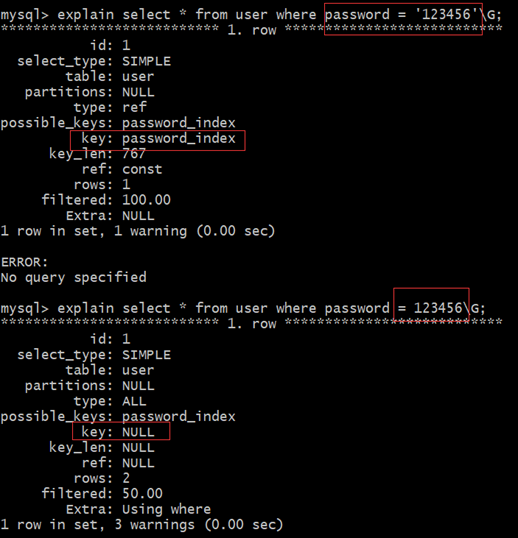 mysql> explain select * from user where password = '123456'\G;
*************************** 1. row ***************************
id: 1
select_type: SIMPLE
table: user
partitions: NULL
type: ref
possible_keys: password_index
key: password_index
key_len: 767
ref: const
rows: 1
filtered: 100.00
Extra: NULL
1 row in set, 1 warning (0.00 sec)
ERROR:
No query specified
mysql> explain select * from user where password = 123456\G;
*************************** 1. row ***************************
id: 1
select_type: SIMPLE
table: user
partitions: NULL
type: ALL
possible_keys: password_index
key: NULL
key_len: NULL
ref: NULL
rows: 2
filtered: 50.00
Extra: Using where
1 row in set, 3 warnings (0.00 sec)